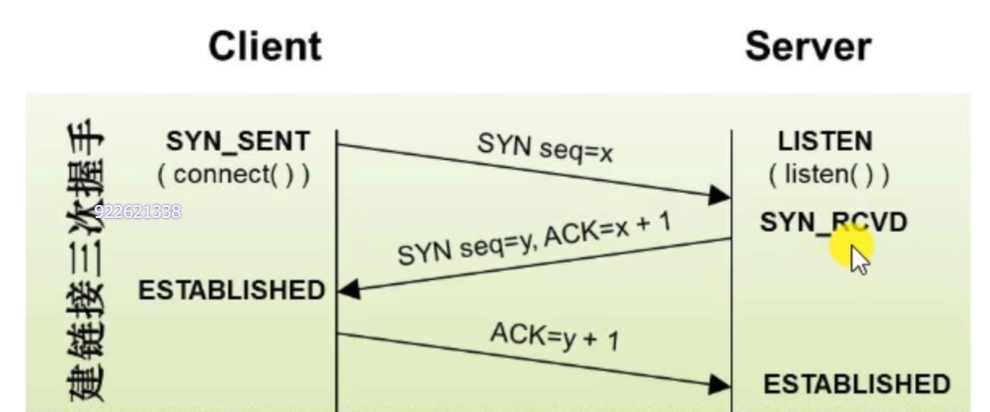 Client
Server
建链接三次握手
SYN_SENT
( connect( ) )
SYN seq=x
LISTEN
( listen( ) )
922621338
SYN_RCVD
SYN seq=y, ACK=x + 1
ESTABLISHED
ACK=y + 1
ESTABLISHED